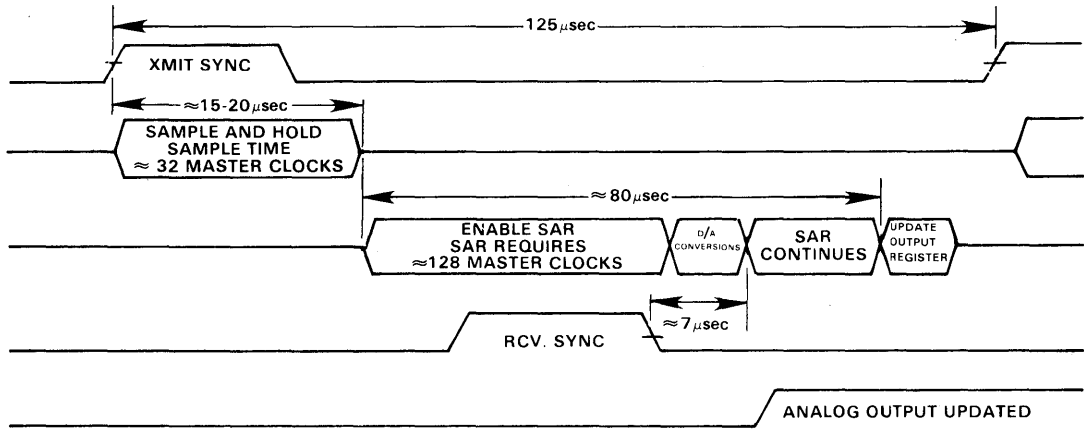 125μsec
XMIT SYNC
≈15-20μsec
SAMPLE AND HOLD
SAMPLE TIME
≈ 32 MASTER CLOCKS
≈80μsec
ENABLE SAR
SAR REQUIRES
≈128 MASTER CLOCKS
D/A
CONVERSIONS
SAR
CONTINUES
UPDATE
OUTPUT
REGISTER
≈7μsec
RCV. SYNC
ANALOG OUTPUT UPDATED